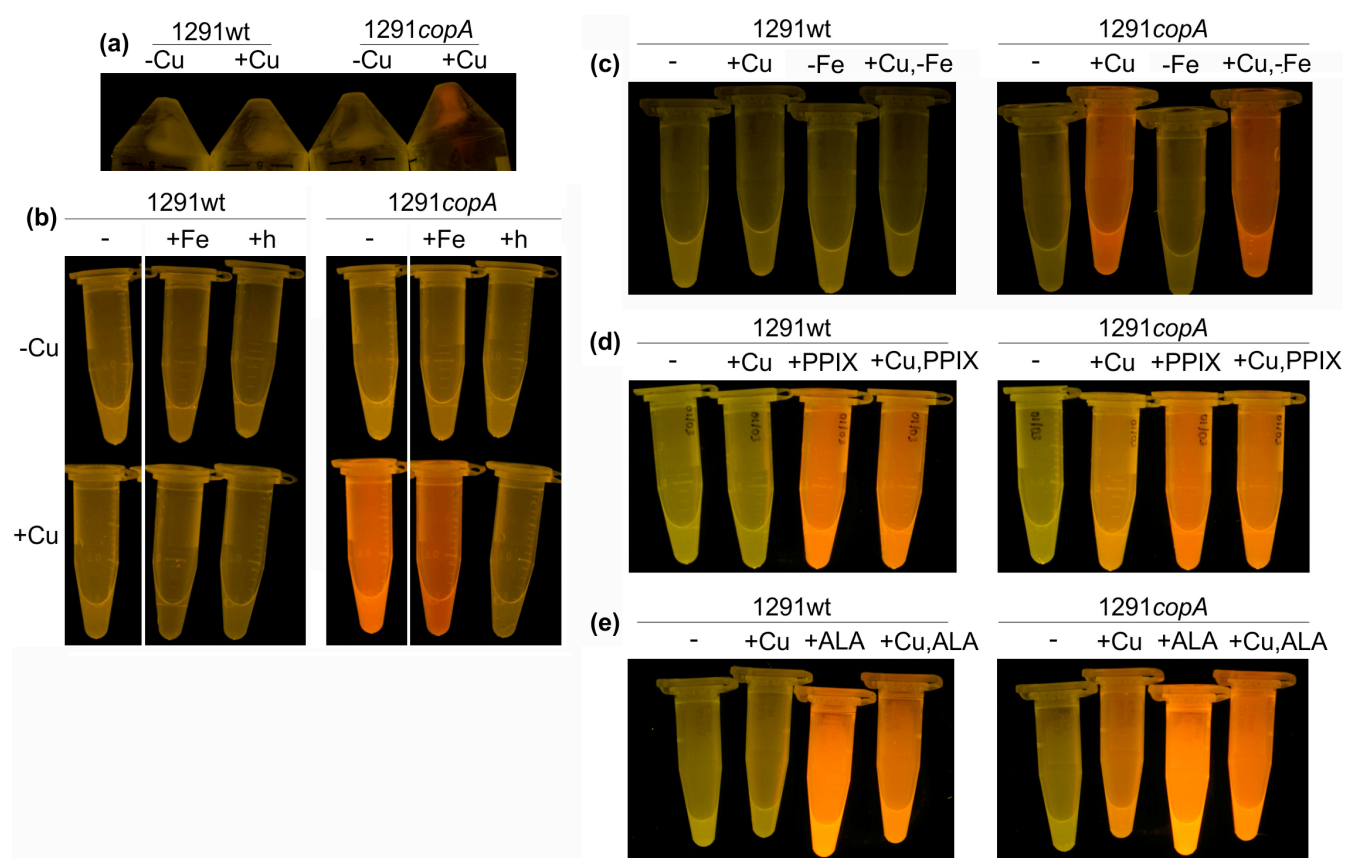 (a)
1291wt 1291copA
-Cu +Cu -Cu +Cu
(b)
1291wt 1291copA
- +Fe +h - +Fe +h
-Cu
+Cu
(c)
1291wt 1291copA
- +Cu -Fe +Cu,-Fe - +Cu -Fe +Cu,-Fe
(d)
1291wt 1291copA
- +Cu +PPIX +Cu,PPIX - +Cu +PPIX +Cu,PPIX
(e)
1291wt 1291copA
- +Cu +ALA +Cu,ALA - +Cu +ALA +Cu,ALA